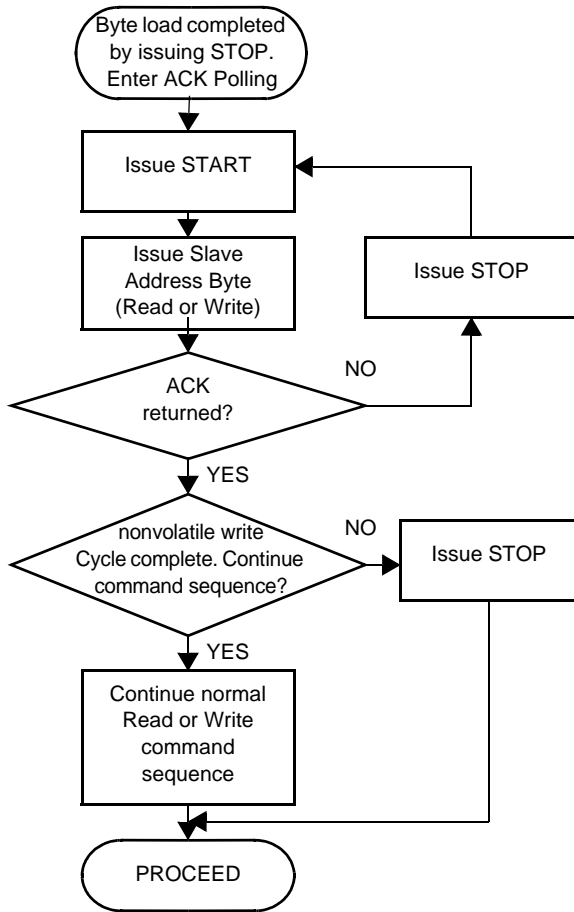 Byte load completed
by issuing STOP.
Enter ACK Polling
Issue START
Issue Slave
Address Byte
(Read or Write)
Issue STOP
NO
ACK
returned?
YES
nonvolatile write
Cycle complete. Continue
command sequence?
NO
Issue STOP
YES
Continue normal
Read or Write
command
sequence
PROCEED